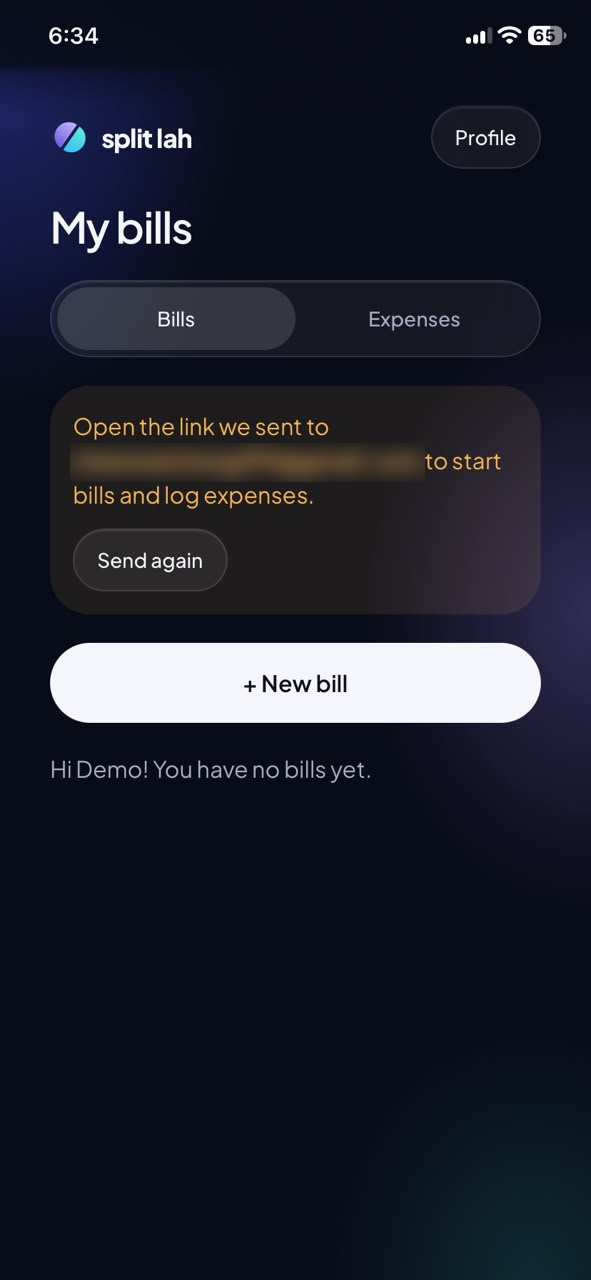 6:34
65
split lah
Profile
My bills
Bills
Expenses
Open the link we sent to
to start
bills and log expenses.
Send again
+ New bill
Hi Demo! You have no bills yet.